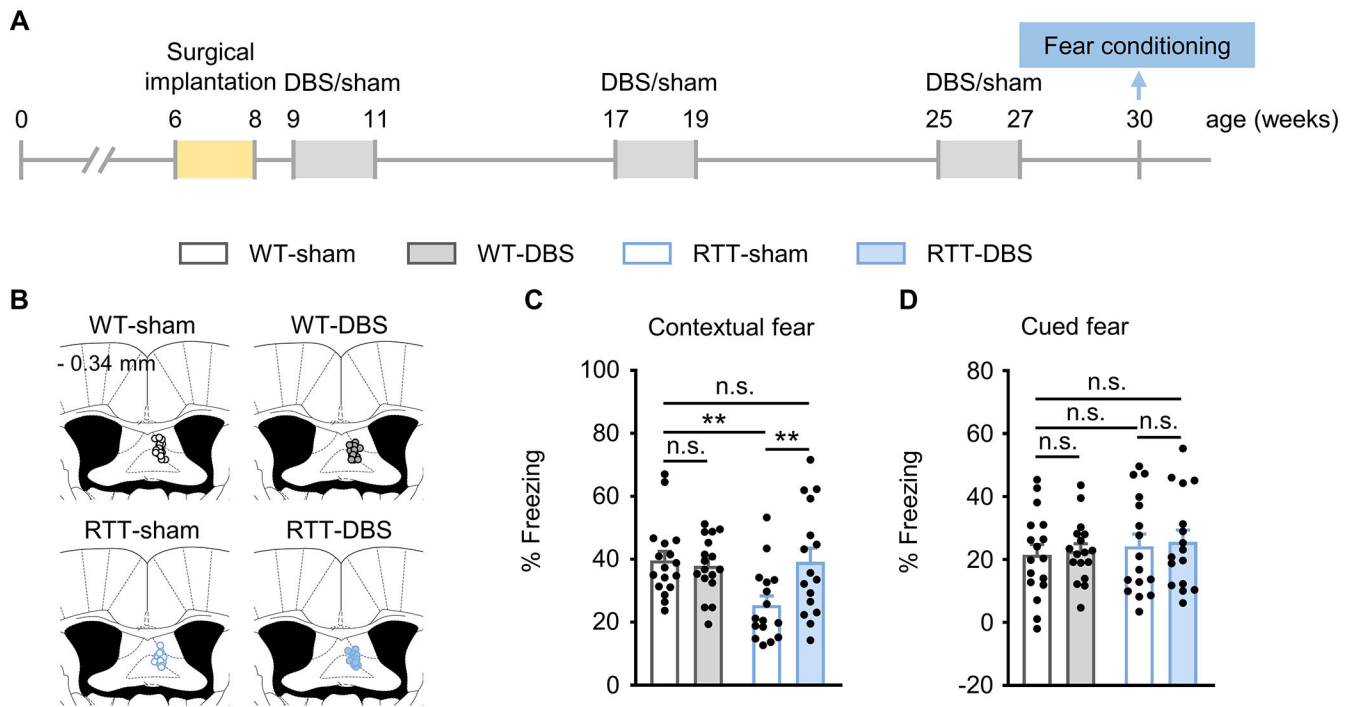 A
Surgical
implantation
DBS/sham
DBS/sham
DBS/sham
Fear conditioning
0
6
8
9
11
17
19
25
27
30
age (weeks)
WT-sham
WT-DBS
RTT-sham
RTT-DBS
B
WT-sham
WT-DBS
- 0.34 mm
RTT-sham
RTT-DBS
C
Contextual fear
% Freezing
100
80
60
40
20
0
n.s.
**
n.s.
**
D
Cued fear
% Freezing
80
60
40
20
0
-20
n.s.
n.s.
n.s.
n.s.